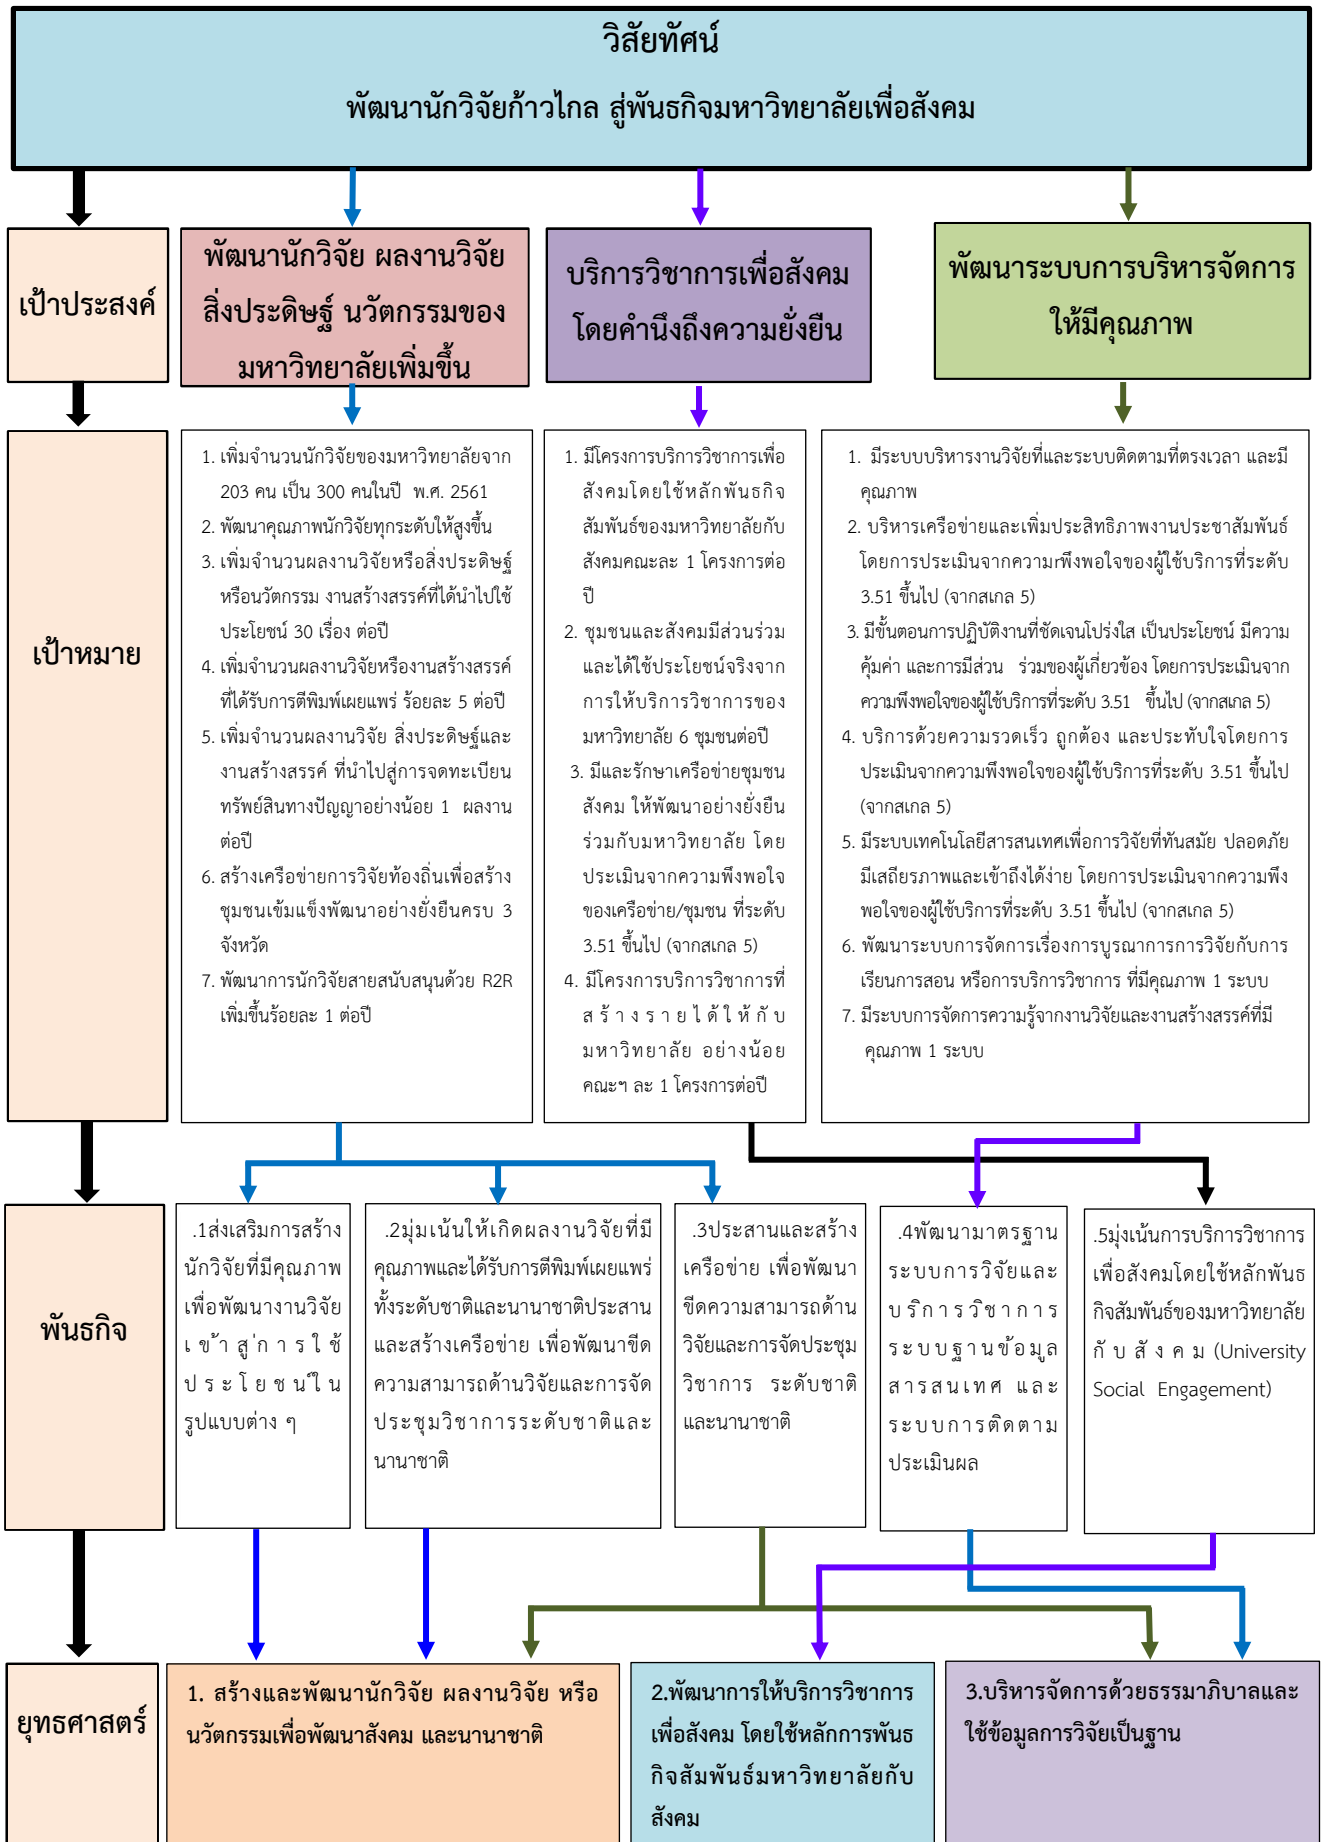 วิสัยทัศน์
พัฒนานักวิจัยก้าวไกล สู่พันธกิจมหาวิทยาลัยเพื่อสังคม
เป้าประสงค์
พัฒนานักวิจัย ผลงานวิจัย
สิ่งประดิษฐ์ นวัตกรรมของ
มหาวิทยาลัยเพิ่มขึ้น
บริการวิชาการเพื่อสังคม
โดยคำนึงถึงความยั่งยืน
พัฒนาระบบการบริหารจัดการ
ให้มีคุณภาพ
เป้าหมาย
1. เพิ่มจำนวนนักวิจัยของมหาวิทยาลัยจาก
203 คน เป็น 300 คนในปี พ.ศ. 2561
2. พัฒนาคุณภาพนักวิจัยทุกระดับให้สูงขึ้น
3. เพิ่มจำนวนผลงานวิจัยหรือสิ่งประดิษฐ์
หรือนวัตกรรม งานสร้างสรรค์ที่ได้นำไปใช้
ประโยชน์ 30 เรื่อง ต่อปี
4. เพิ่มจำนวนผลงานวิจัยหรืองานสร้างสรรค์
ที่ได้รับการตีพิมพ์เผยแพร่ ร้อยละ 5 ต่อปี
5. เพิ่มจำนวนผลงานวิจัย สิ่งประดิษฐ์และ
งานสร้างสรรค์ ที่นำไปสู่การจดทะเบียน
ทรัพย์สินทางปัญญาอย่างน้อย 1 ผลงาน
ต่อปี
6. สร้างเครือข่ายการวิจัยท้องถิ่นเพื่อสร้าง
ชุมชนเข้มแข็งพัฒนาอย่างยั่งยืนครบ 3
จังหวัด
7. พัฒนาการนักวิจัยสายสนับสนุนด้วย R2R
เพิ่มขึ้นร้อยละ 1 ต่อปี
1. มีโครงการบริการวิชาการเพื่อ
สังคมโดยใช้หลักพันธกิจ
สัมพันธ์ของมหาวิทยาลัยกับ
สังคมคณะละ 1 โครงการต่อ
ปี
2. ชุมชนและสังคมมีส่วนร่วม
และได้ใช้ประโยชน์จริงจาก
การให้บริการวิชาการของ
มหาวิทยาลัย 6 ชุมชนต่อปี
3. มีและรักษาเครือข่ายชุมชน
สังคม ให้พัฒนาอย่างยั่งยืน
ร่วมกับมหาวิทยาลัย โดย
ประเมินจากความพึงพอใจ
ของเครือข่าย/ชุมชน ที่ระดับ
3.51 ขึ้นไป (จากสเกล 5)
4. มีโครงการบริการวิชาการที่
สร้างรายได้ให้กับ
มหาวิทยาลัย อย่างน้อย
คณะฯ ละ 1 โครงการต่อปี
1. มีระบบบริหารงานวิจัยที่และระบบติดตามที่ตรงเวลา และมี
คุณภาพ
2. บริหารเครือข่ายและเพิ่มประสิทธิภาพงานประชาสัมพันธ์
โดยการประเมินจากความrพึงพอใจของผู้ใช้บริการที่ระดับ
3.51 ขึ้นไป (จากสเกล 5)
3. มีขั้นตอนการปฏิบัติงานที่ชัดเจนโปร่งใส เป็นประโยชน์ มีความ
คุ้มค่า และการมีส่วน ร่วมของผู้เกี่ยวข้อง โดยการประเมินจาก
ความพึงพอใจของผู้ใช้บริการที่ระดับ 3.51 ขึ้นไป (จากสเกล 5)
4. บริการด้วยความรวดเร็ว ถูกต้อง และประทับใจโดยการ
ประเมินจากความพึงพอใจของผู้ใช้บริการที่ระดับ 3.51 ขึ้นไป
(จากสเกล 5)
5. มีระบบเทคโนโลยีสารสนเทศเพื่อการวิจัยที่ทันสมัย ปลอดภัย
มีเสถียรภาพและเข้าถึงได้ง่าย โดยการประเมินจากความพึง
พอใจของผู้ใช้บริการที่ระดับ 3.51 ขึ้นไป (จากสเกล 5)
6. พัฒนาระบบการจัดการเรื่องการบูรณาการการวิจัยกับการ
เรียนการสอน หรือการบริการวิชาการ ที่มีคุณภาพ 1 ระบบ
7. มีระบบการจัดการความรู้จากงานวิจัยและงานสร้างสรรค์ที่มี
คุณภาพ 1 ระบบ
พันธกิจ
.1ส่งเสริมการสร้าง
นักวิจัยที่มีคุณภาพ
เพื่อพัฒนางานวิจัย
เข้าสู่การใช้
ประโยชน์ใน
รูปแบบต่าง ๆ
.2มุ่มเน้นให้เกิดผลงานวิจัยที่มี
คุณภาพและได้รับการตีพิมพ์เผยแพร่
ทั้งระดับชาติและนานาชาติประสาน
และสร้างเครือข่าย เพื่อพัฒนาขีด
ความสามารถด้านวิจัยและการจัด
ประชุมวิชาการระดับชาติและ
นานาชาติ
.3ประสานและสร้าง
เครือข่าย เพื่อพัฒนา
ขีดความสามารถด้าน
วิจัยและการจัดประชุม
วิชาการ ระดับชาติ
และนานาชาติ
.4พัฒนามาตรฐาน
ระบบการวิจัยและ
บริการวิชาการ
ระบบฐานข้อมูล
สารสนเทศ และ
ระบบการติดตาม
ประเมินผล
.5มุ่งเน้นการบริการวิชาการ
เพื่อสังคมโดยใช้หลักพันธ
กิจสัมพันธ์ของมหาวิทยาลัย
กับสังคม (University
Social Engagement)
ยุทธศาสตร์
1. สร้างและพัฒนานักวิจัย ผลงานวิจัย หรือ
นวัตกรรมเพื่อพัฒนาสังคม และนานาชาติ
2.พัฒนาการให้บริการวิชาการ
เพื่อสังคม โดยใช้หลักการพันธ
กิจสัมพันธ์มหาวิทยาลัยกับ
สังคม
3.บริหารจัดการด้วยธรรมาภิบาลและ
ใช้ข้อมูลการวิจัยเป็นฐาน